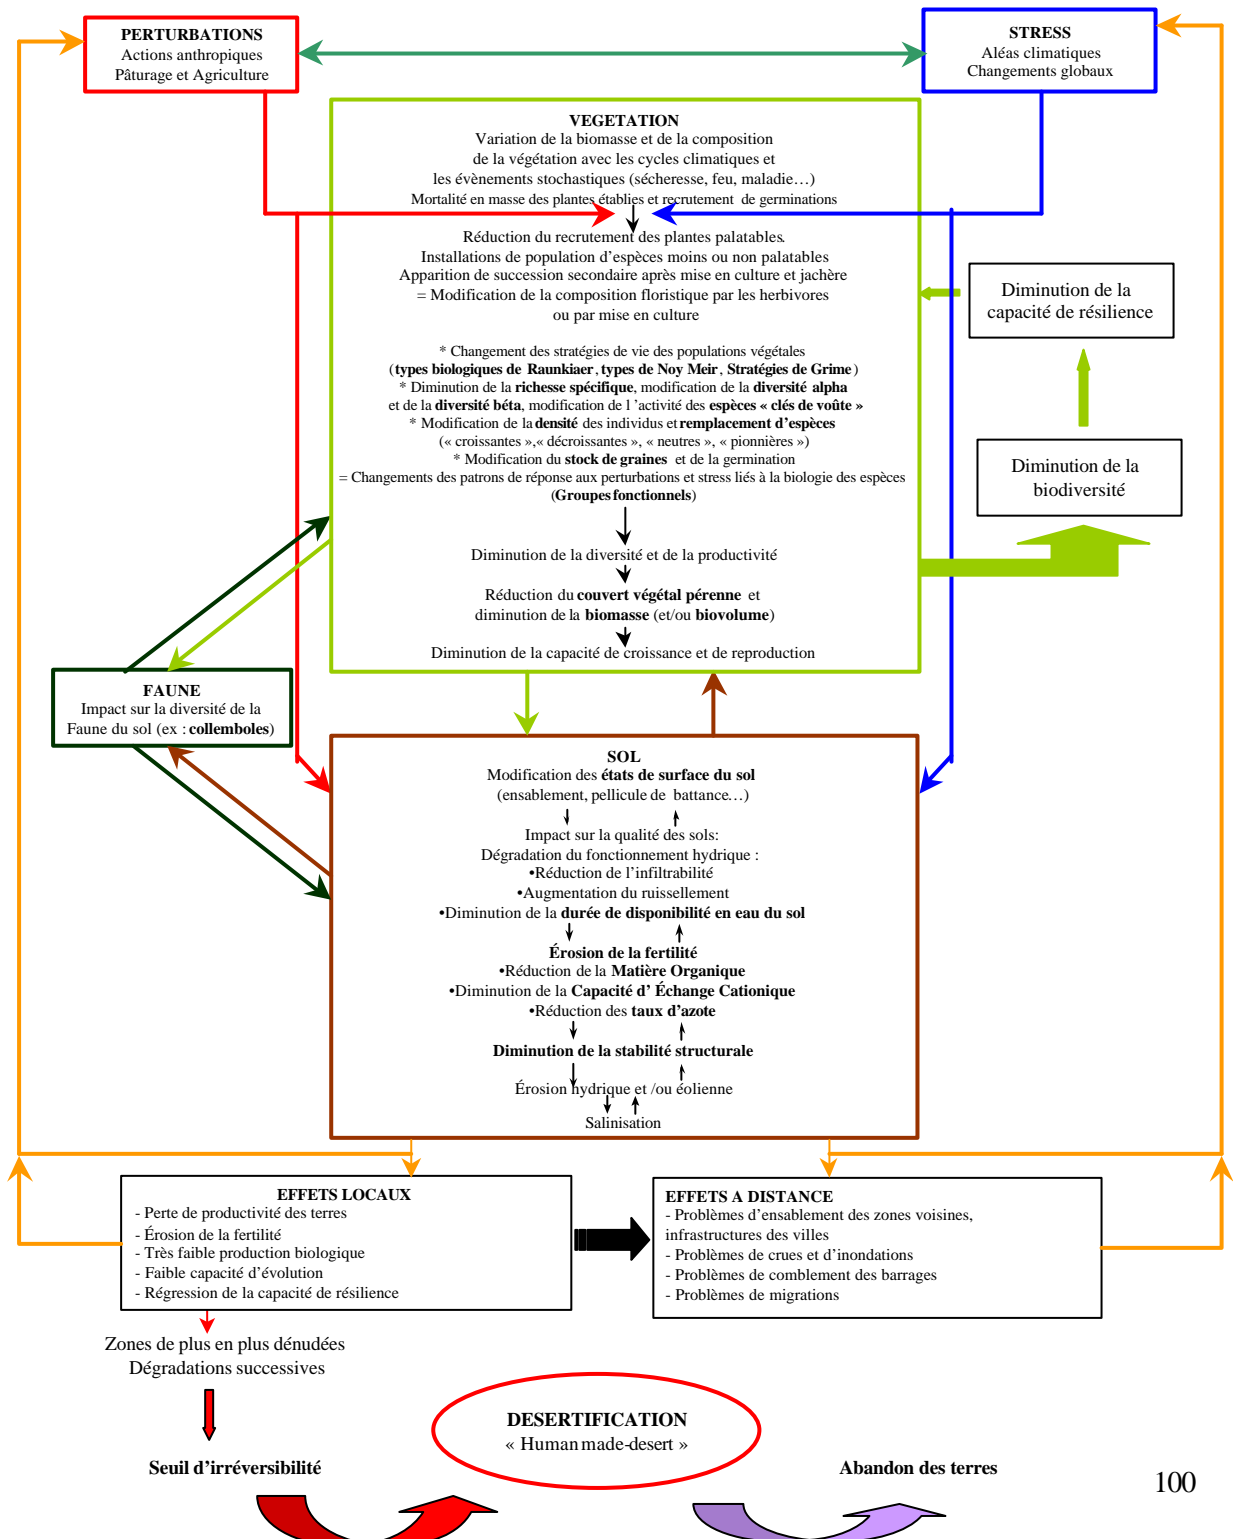 PERTURBATIONS
Actions anthropiques
Pâturage et Agriculture
STRESS
Aléas climatiques
Changements globaux
VEGETATION
Variation de la biomasse et de la composition
de la végétation avec les cycles climatiques et
les évènements stochastiques (sécheresse, feu, maladie…)
Mortalité en masse des plantes établies et recrutement de germinations
Réduction du recrutement des plantes palatables.
Installations de population d'espèces moins ou non palatables
Apparition de succession secondaire après mise en culture et jachère
= Modification de la composition floristique par les herbivores
ou par mise en culture
* Changement des stratégies de vie des populations végétales
(types biologiques de Raunkiaer, types de Noy Meir, Stratégies de Grime)
* Diminution de la richesse spécifique, modification de la diversité alpha
et de la diversité béta, modification de l 'activité des espèces « clés de voûte »
* Modification de la densité des individus et remplacement d'espèces
(« croissantes »,« décroissantes », « neutres », « pionnières »)
* Modification du stock de graines et de la germination
= Changements des patrons de réponse aux perturbations et stress liés à la biologie des espèces
(Groupes fonctionnels)
Diminution de la diversité et de la productivité
Réduction du couvert végétal pérenne et
diminution de la biomasse (et/ou biovolume)
Diminution de la capacité de croissance et de reproduction
Diminution de la
capacité de résilience
Diminution de la
biodiversité
FAUNE
Impact sur la diversité de la
Faune du sol (ex : collemboles)
SOL
Modification des états de surface du sol
(ensablement, pellicule de battance…)
Impact sur la qualité des sols:
Dégradation du fonctionnement hydrique :
•Réduction de l'infiltrabilité
•Augmentation du ruissellement
•Diminution de la durée de disponibilité en eau du sol
Érosion de la fertilité
•Réduction de la Matière Organique
•Diminution de la Capacité d' Échange Cationique
•Réduction des taux d'azote
Diminution de la stabilité structurale
Érosion hydrique et /ou éolienne
Salinisation
EFFETS LOCAUX
- Perte de productivité des terres
- Érosion de la fertilité
- Très faible production biologique
- Faible capacité d'évolution
- Régression de la capacité de résilience
EFFETS A DISTANCE
- Problèmes d'ensablement des zones voisines,
infrastructures des villes
- Problèmes de crues et d'inondations
- Problèmes de comblement des barrages
- Problèmes de migrations
Zones de plus en plus dénudées
Dégradations successives
DESERTIFICATION
« Human made-desert »
Seuil d'irréversibilité
Abandon des terres
100